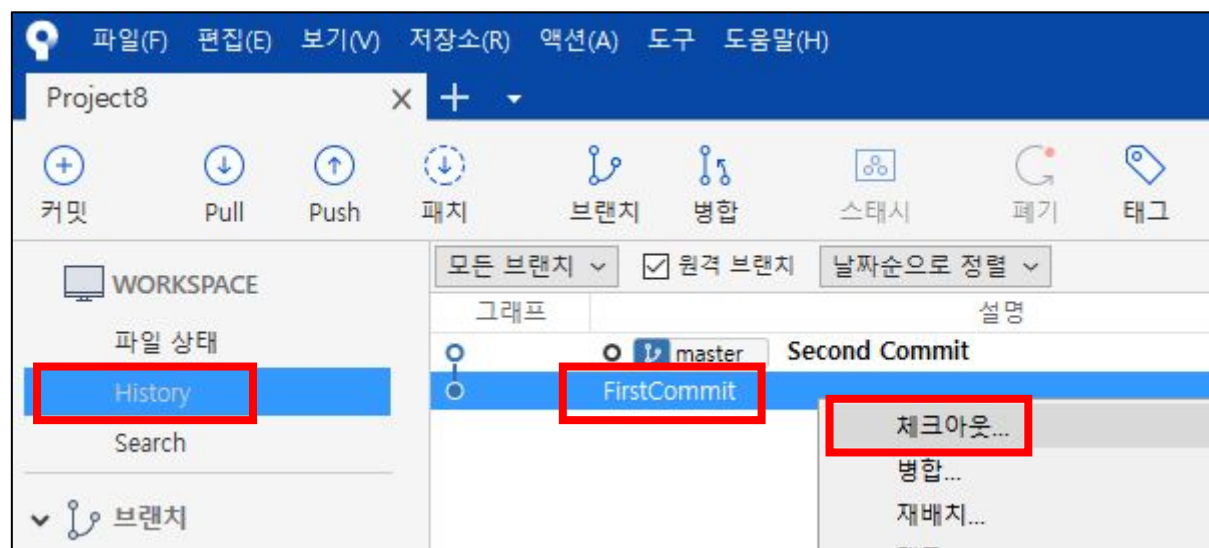 파일(F) 편집(E) 보기(V) 저장소(R) 액션(A) 도구 도움말(H)
Project8
커밋 Pull Push 패치 브랜치 병합 스태시 폐기 태그
WORKSPACE
파일 상태
History
Search
브랜치
모든 브랜치 원격 브랜치 날짜순으로 정렬
그래프 설명
master Second Commit
FirstCommit
체크아웃...
병합...
재배치...